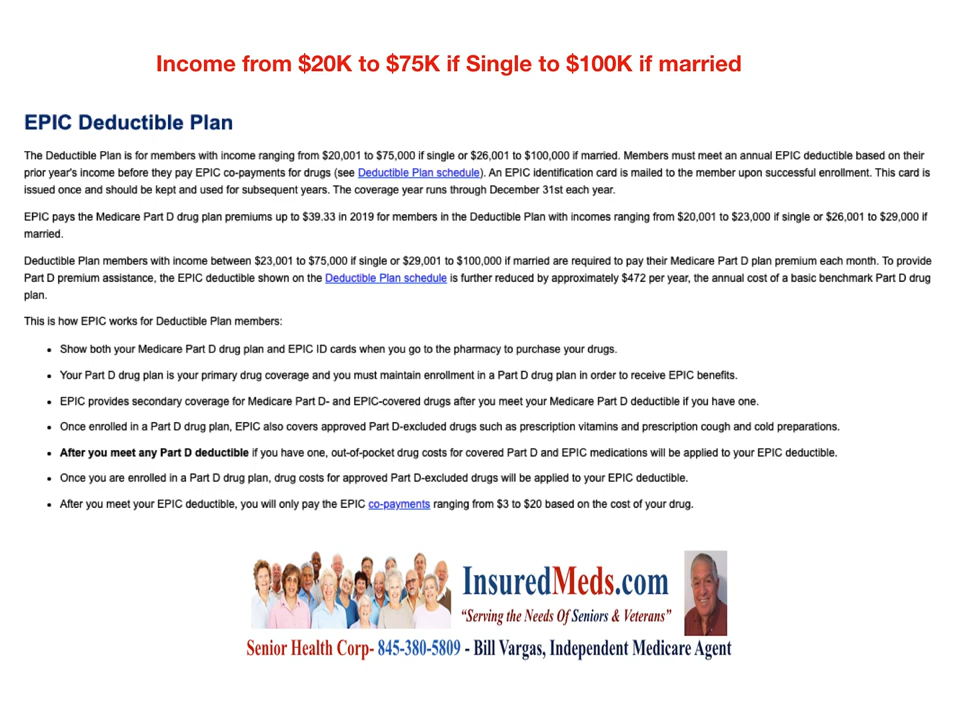 Income from $20K to $75K if Single to $100K if married
EPIC Deductible Plan
The Deductible Plan is for members with income ranging from $20,001 to $75,000 if single or $26,001 to $100,000 if married. Members must meet an annual EPIC deductible based on their
prior year's income before they pay EPIC co-payments for drugs (see Deductible Plan schedule). An EPIC identification card is mailed to the member upon successful enrollment. This card is
issued once and should be kept and used for subsequent years. The coverage year runs through December 31st each year.
EPIC pays the Medicare Part D drug plan premiums up to $39.33 in 2019 for members in the Deductible Plan with incomes ranging from $20,001 to $23,000 if single or $26,001 to $29,000 if
married.
Deductible Plan members with income between $23,001 to $75,000 if single or $29,001 to $100,000 if married are required to pay their Medicare Part D plan premium each month. To provide
Part D premium assistance, the EPIC deductible shown on the Deductible Plan schedule is further reduced by approximately $472 per year, the annual cost of a basic benchmark Part D drug
plan.
This is how EPIC works for Deductible Plan members:
• Show both your Medicare Part D drug plan and EPIC ID cards when you go to the pharmacy to purchase your drugs.
• Your Part D drug plan is your primary drug coverage and you must maintain enrollment in a Part D drug plan in order to receive EPIC benefits.
• EPIC provides secondary coverage for Medicare Part D- and EPIC-covered drugs after you meet your Medicare Part D deductible if you have one.
• Once enrolled in a Part D drug plan, EPIC also covers approved Part D-excluded drugs such as prescription vitamins and prescription cough and cold preparations.
• After you meet any Part D deductible if you have one, out-of-pocket drug costs for covered Part D and EPIC medications will be applied to your EPIC deductible.
• Once you are enrolled in a Part D drug plan, drug costs for approved Part D-excluded drugs will be applied to your EPIC deductible.
• After you meet your EPIC deductible, you will only pay the EPIC co-payments ranging from $3 to $20 based on the cost of your drug.
InsuredMeds.com
“Serving the Needs Of Seniors & Veterans”
Senior Health Corp- 845-380-5809 - Bill Vargas, Independent Medicare Agent